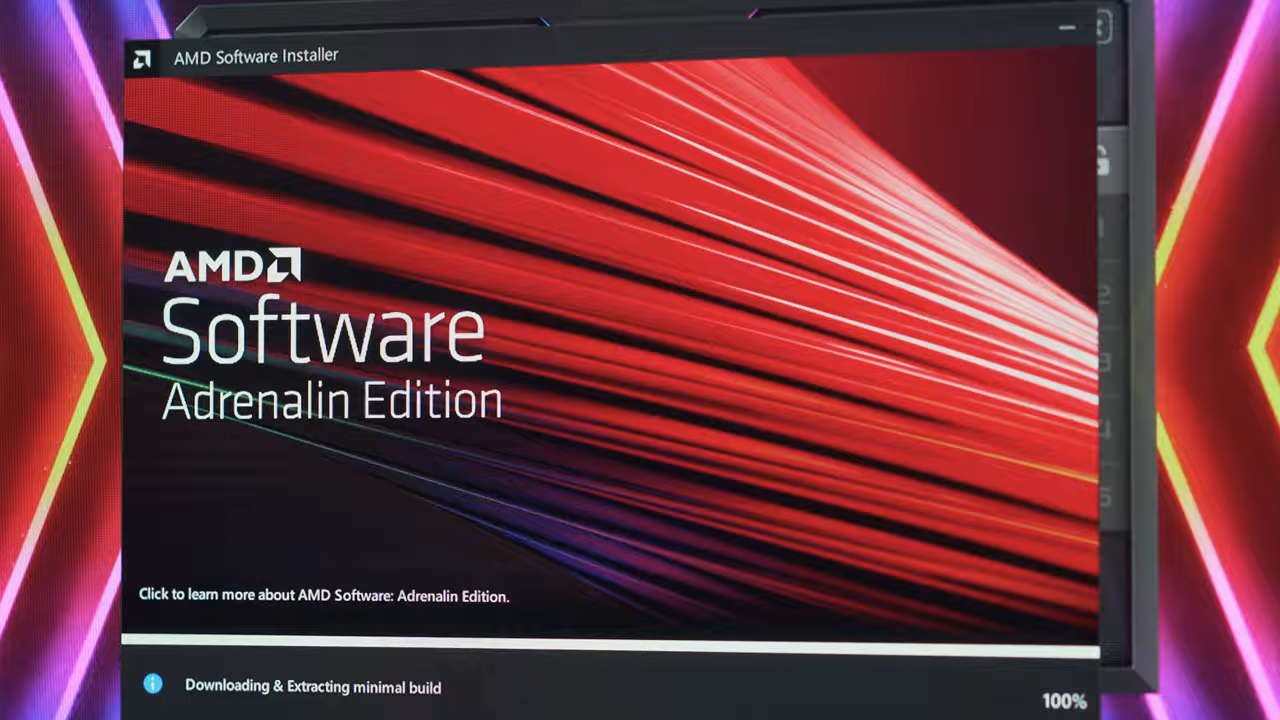 AMD Software Installer
AMD
Software
Adrenalin Edition
Click to learn more about AMD Software: Adrenalin Edition.
Downloading & Extracting minimal build
100%